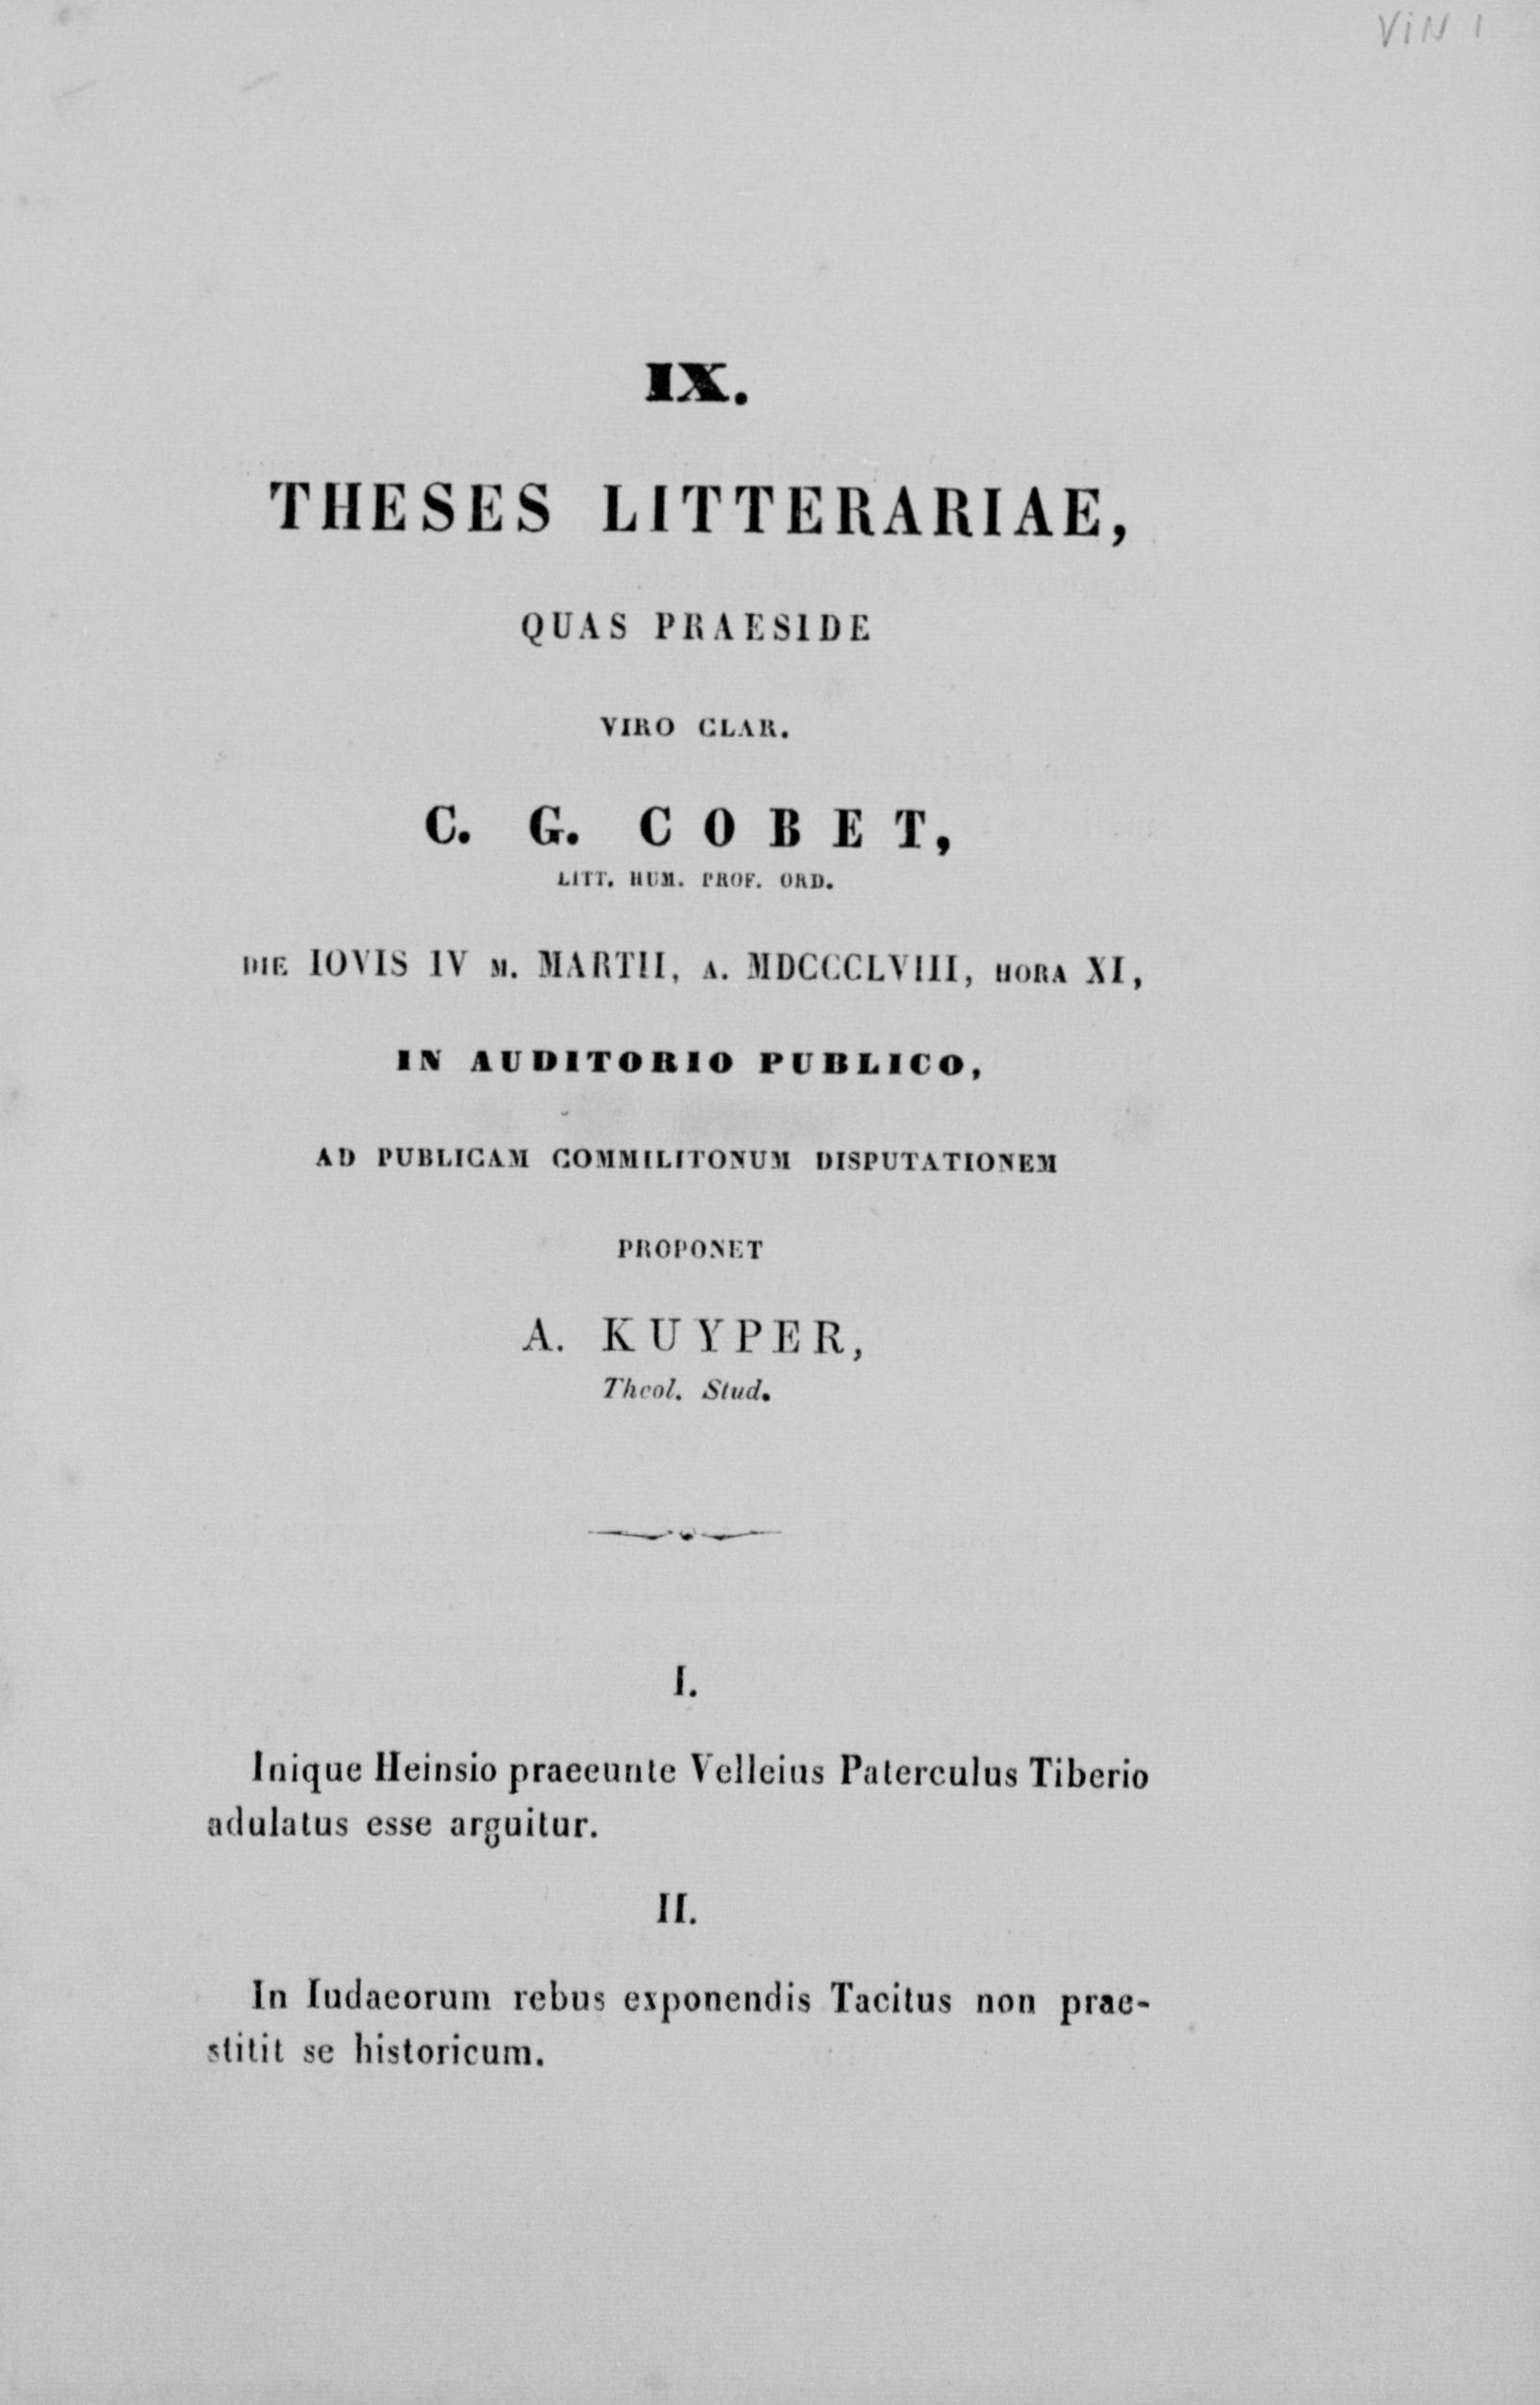 VIN 1
IX.
THESES LITTERARIAE,
QUAS PRAESIDE
VIRO CLAR.
C. G. COBET,
LITT. HUM. PROF. ORD.
DIE IOVIS IV M. MARTII, A. MDCCCLVIII, HORA XI,
IN AUDITORIO PUBLICO,
AD PUBLICAM COMMILITONUM DISPUTATIONEM
PROPONET
A. KUYPER,
Theol. Stud.
I.
Inique Heinsio praeeunte Velleius Paterculus Tiberio
adulatus esse arguitur.
II.
In Iudaeorum rebus exponendis Tacitus non prae-
stitit se historicum.